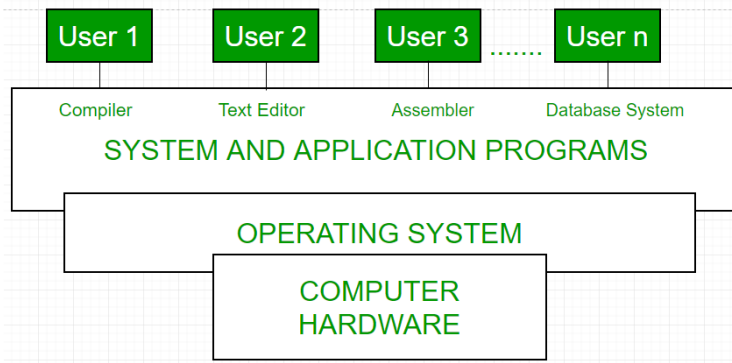 User 1 User 2 User 3 ....... User n
Compiler Text Editor Assembler Database System
SYSTEM AND APPLICATION PROGRAMS
OPERATING SYSTEM
COMPUTER
HARDWARE